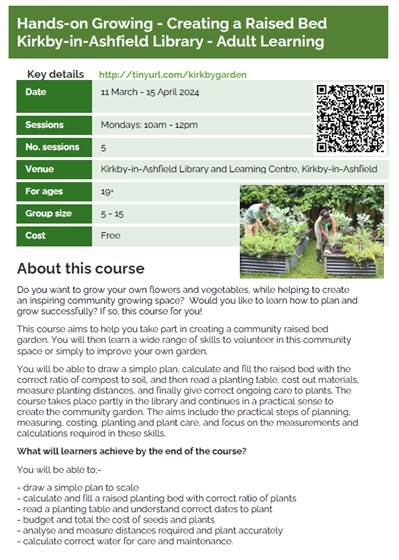 Hands-on Growing - Creating a Raised Bed
Kirkby-in-Ashfield Library - Adult Learning
Key details http://tinyurl.com/kirkbygarden
Date 11 March - 15 April 2024
Sessions Mondays: 10am - 12pm
No. sessions 5
Venue Kirkby-in-Ashfield Library and Learning Centre, Kirkby-in-Ashfield
For ages 19+
Group size 5 - 15
Cost Free
About this course
Do you want to grow your own flowers and vegetables, while helping to create
an inspiring community growing space? Would you like to learn how to plan and
grow successfully? If so, this course for you!
This course aims to help you take part in creating a community raised bed
garden. You will then learn a wide range of skills to volunteer in this community
space or simply to improve your own garden.
You will be able to draw a simple plan, calculate and fill the raised bed with the
correct ratio of compost to soil, and then read a planting table, cost out materials,
measure planting distances, and finally give correct ongoing care to plants. The
course takes place partly in the library and continues in a practical sense to
create the community garden. The aims include the practical steps of planning,
measuring, costing, planting and plant care, and focus on the measurements and
calculations required in these skills.
What will learners achieve by the end of the course?
You will be able to:-
- draw a simple plan to scale
- calculate and fill a raised planting bed with correct ratio of plants
- read a planting table and understand correct dates to plant
- budget and total the cost of seeds and plants
- analyse and measure distances required and plant accurately
- calculate correct water for care and maintenance.